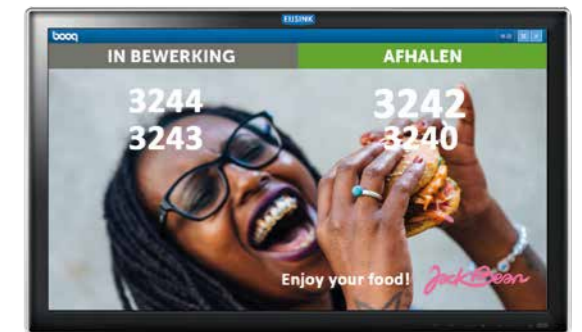 EIJSINK
booq
IN BEWERKING
AFHALEN
3244
3243
3242
3240
Enjoy your food!
Jack Bean